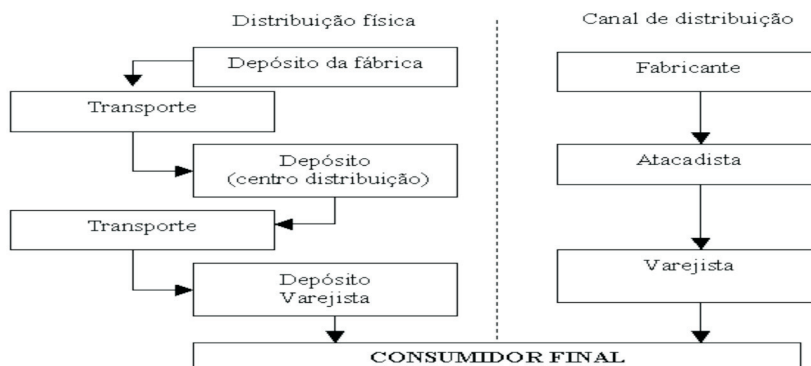 Distribuição física
Canal de distribuição
Depósito da fábrica
Fabricante
Transporte
Depósito
(centro distribuição)
Atacadista
Transporte
Depósito
Varejista
Varejista
CONSUMIDOR FINAL